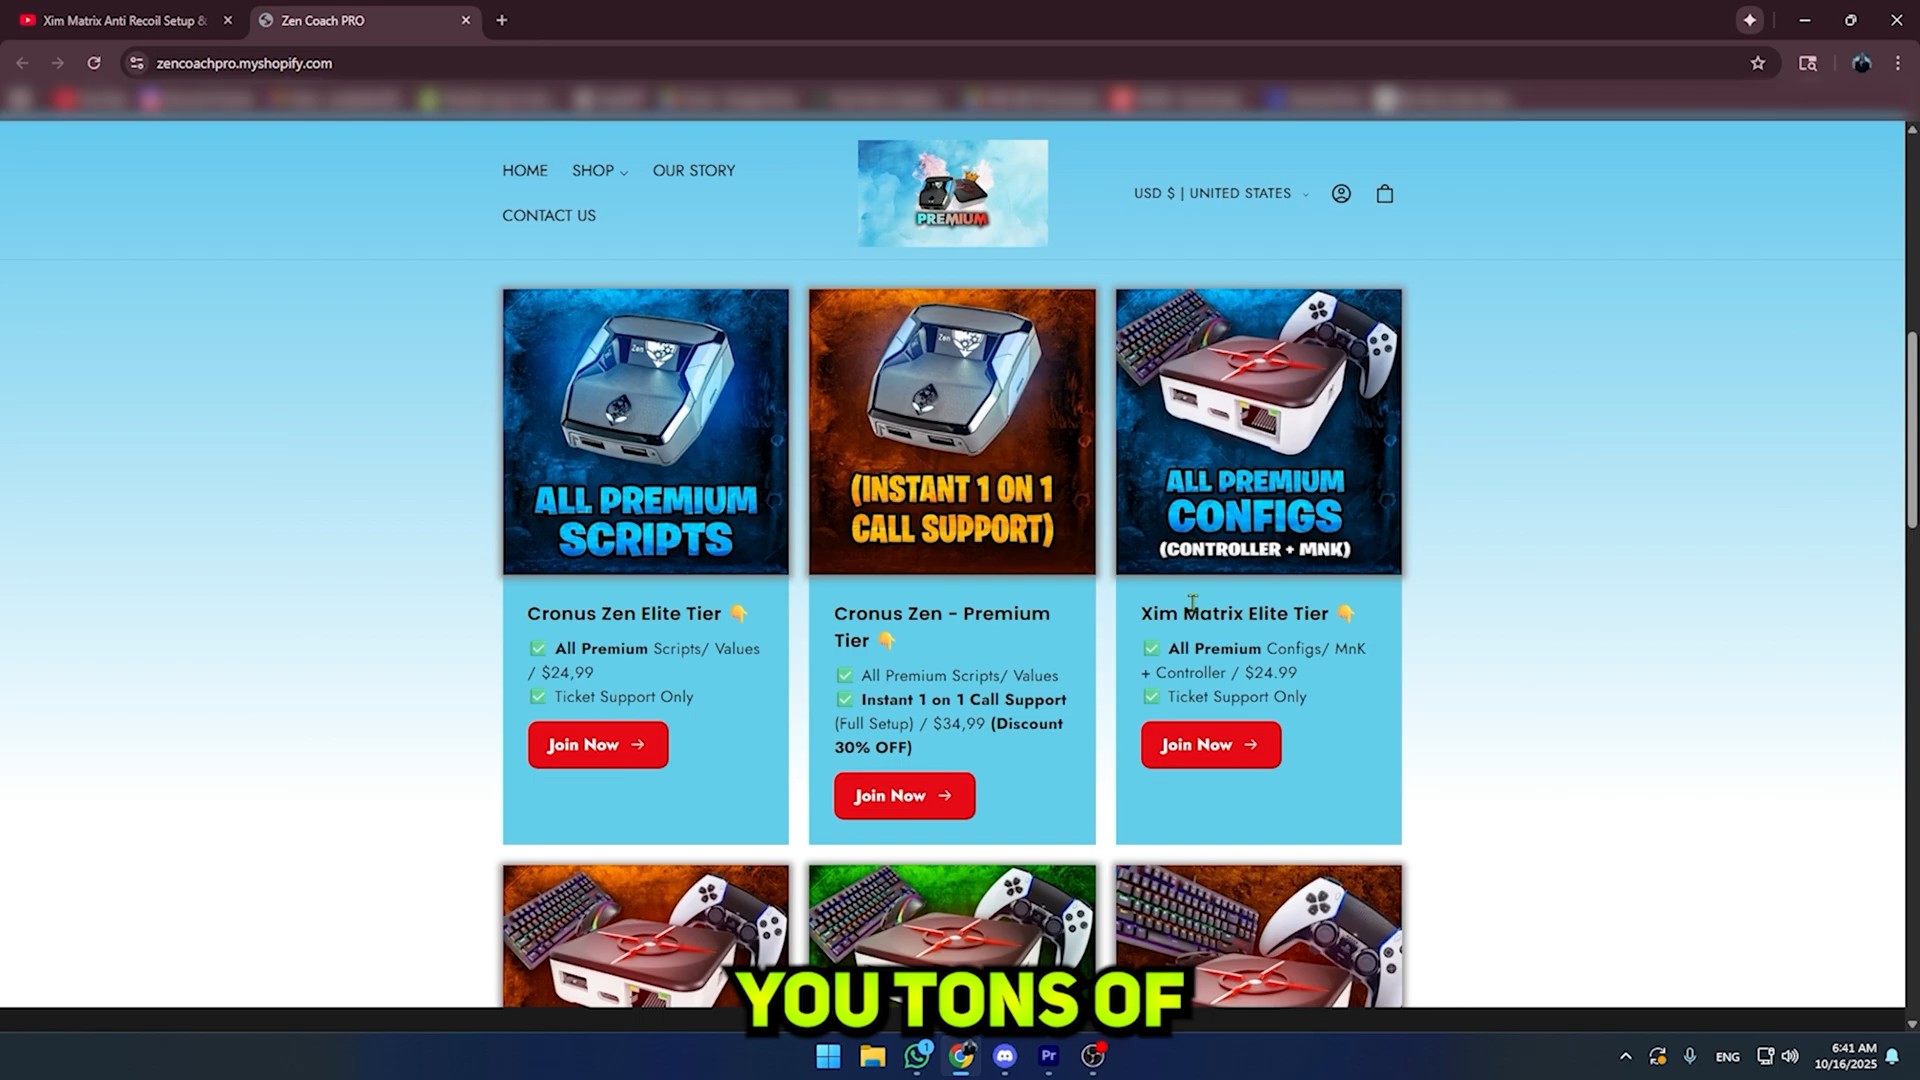 Xim Matrix Anti Recoil Setup &
Zen Coach PRO
zencoachpro.myshopify.com
HOME SHOP OUR STORY
CONTACT US
PREMIUM
USD $ | UNITED STATES
Zen
ALL PREMIUM
SCRIPTS
Zen
(INSTANT 1 ON 1
CALL SUPPORT)
ALL PREMIUM
CONFIGS
(CONTROLLER + MNK)
Cronus Zen Elite Tier 👇
✅ All Premium Scripts/ Values
/ $24,99
✅ Ticket Support Only
Join Now →
Cronus Zen - Premium
Tier 👇
✅ All Premium Scripts/ Values
✅ Instant 1 on 1 Call Support
(Full Setup) / $34,99 (Discount
30% OFF)
Join Now →
Xim Matrix Elite Tier 👇
✅ All Premium Configs/ MnK
+ Controller / $24.99
✅ Ticket Support Only
Join Now →
YOU TONS OF
1
Pr
ENG
6:41 AM
10/16/2025